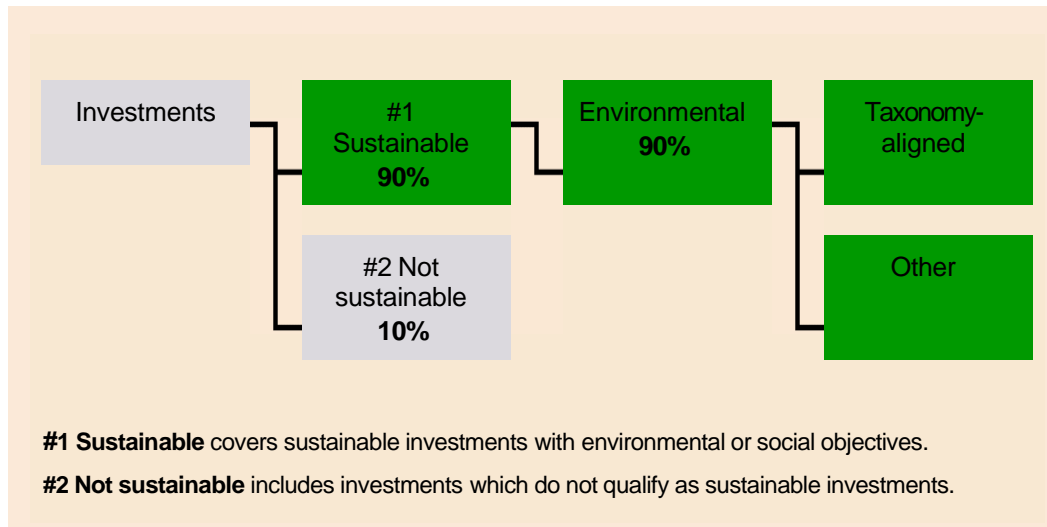 Investments
#1
Sustainable
90%
#2 Not
sustainable
10%
Environmental
90%
Taxonomy-
aligned
Other
#1 Sustainable covers sustainable investments with environmental or social objectives.
#2 Not sustainable includes investments which do not qualify as sustainable investments.